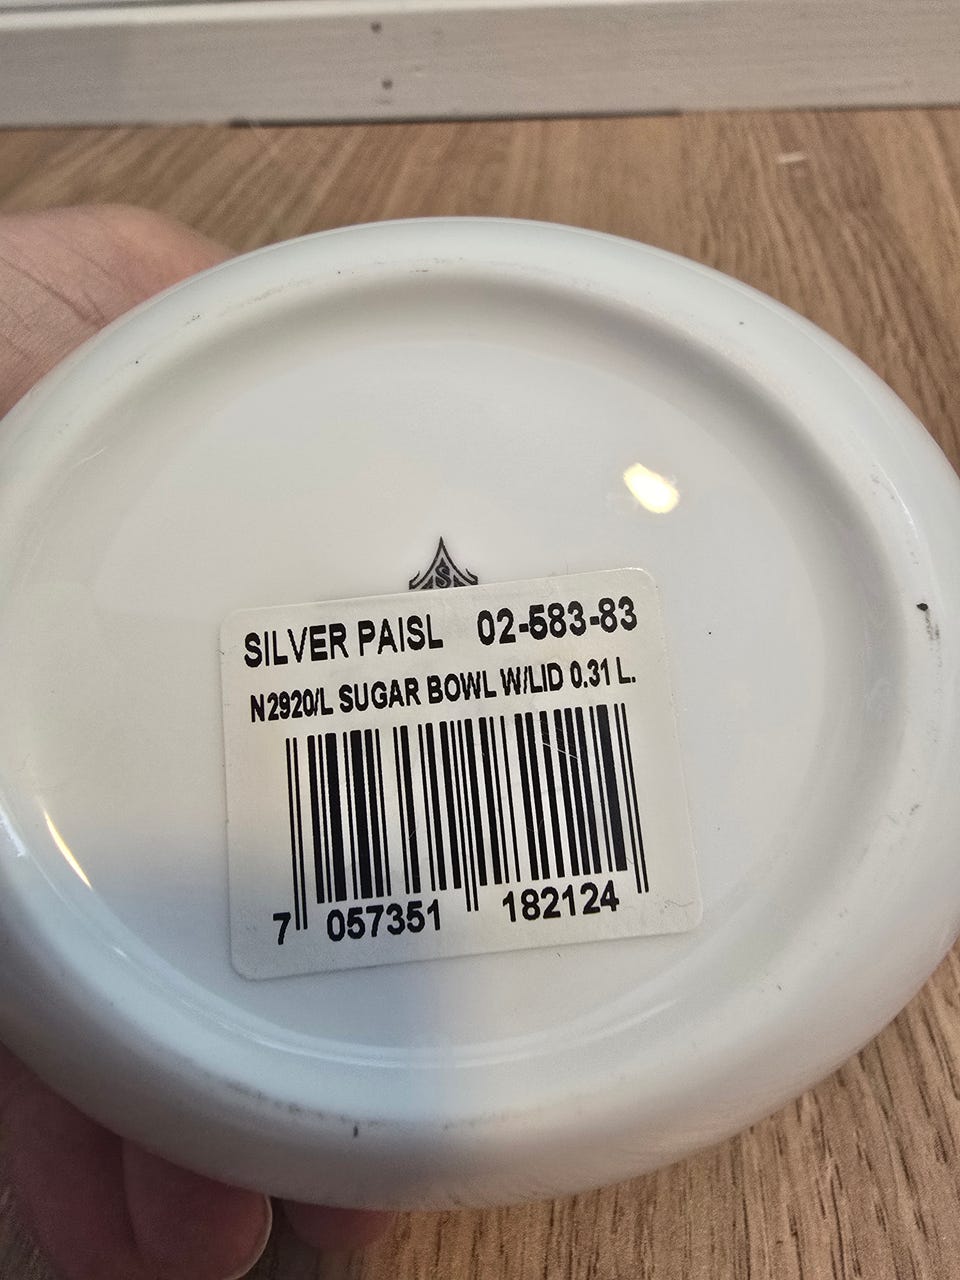 S
SILVER PAISL 02-583-83
N2920/L SUGAR BOWL W/LID 0.31 L.
7 057351 182124